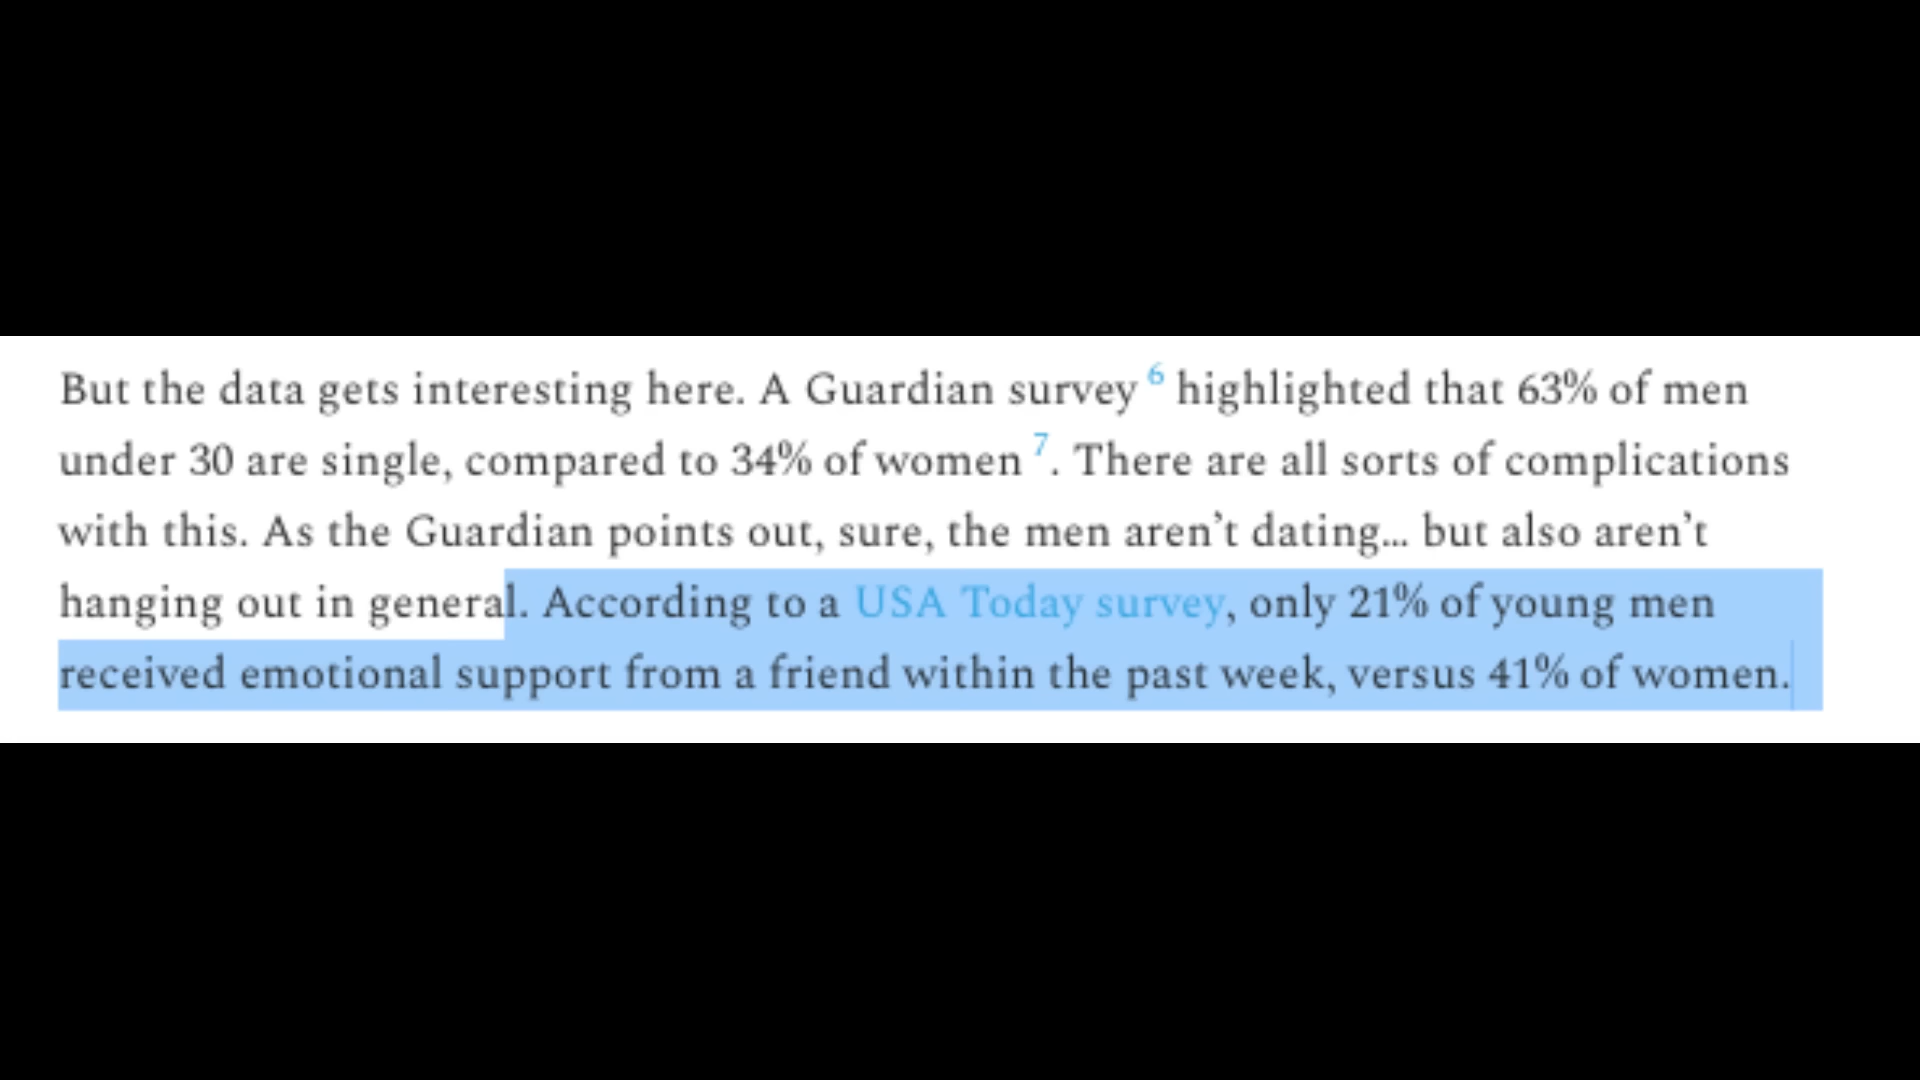 But the data gets interesting here. A Guardian survey 6 highlighted that 63% of men
under 30 are single, compared to 34% of women 7. There are all sorts of complications
with this. As the Guardian points out, sure, the men aren’t dating… but also aren’t
hanging out in general. According to a USA Today survey, only 21% of young men
received emotional support from a friend within the past week, versus 41% of women.